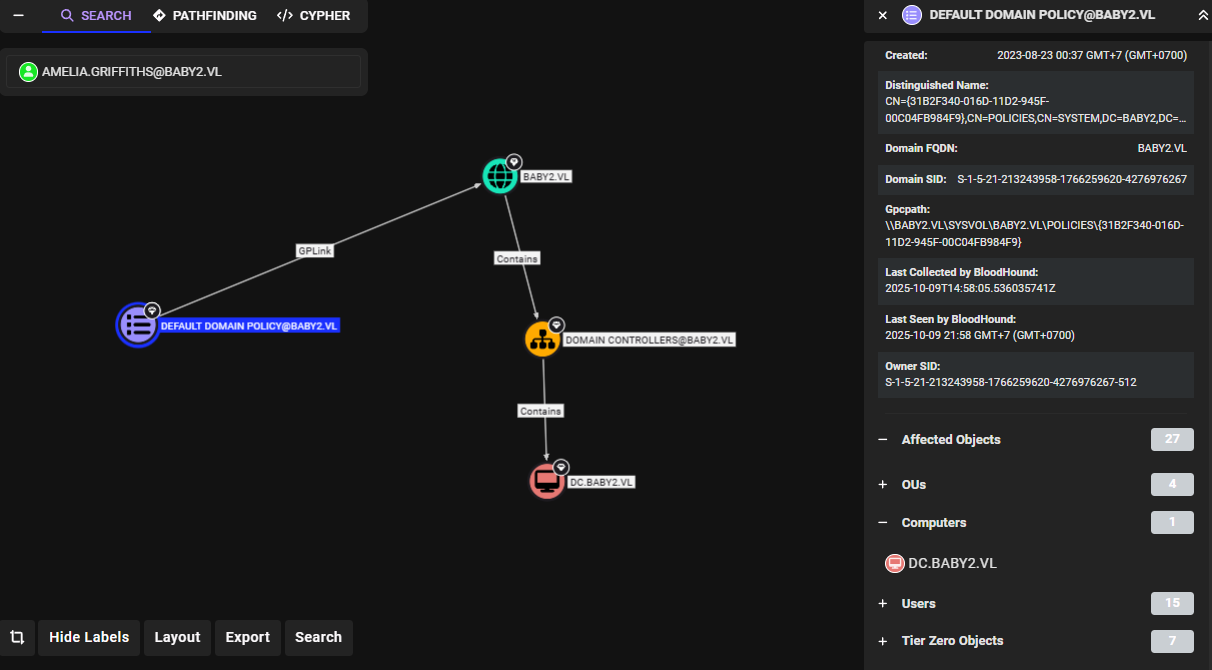 SEARCH
PATHFINDING
</> CYPHER
AMELIA.GRIFFITHS@BABY2.VL
BABY2.VL
GPLink
Contains
DEFAULT DOMAIN POLICY@BABY2.VL
DOMAIN CONTROLLERS@BABY2.VL
Contains
DC.BABY2.VL
Hide Labels
Layout
Export
Search
DEFAULT DOMAIN POLICY@BABY2.VL
Created: 2023-08-23 00:37 GMT+7 (GMT+0700)
Distinguished Name:
CN={31B2F340-016D-11D2-945F-
00C04FB984F9},CN=POLICIES,CN=SYSTEM,DC=BABY2,DC=...
Domain FQDN: BABY2.VL
Domain SID: S-1-5-21-213243958-1766259620-4276976267
Gpcpath:
\\BABY2.VL\SYSVOL\BABY2.VL\POLICIES\{31B2F340-016D-
11D2-945F-00C04FB984F9}
Last Collected by BloodHound:
2025-10-09T14:58:05.536035741Z
Last Seen by BloodHound:
2025-10-09 21:58 GMT+7 (GMT+0700)
Owner SID:
S-1-5-21-213243958-1766259620-4276976267-512
Affected Objects 27
OUs 4
Computers 1
DC.BABY2.VL
Users 15
Tier Zero Objects 7